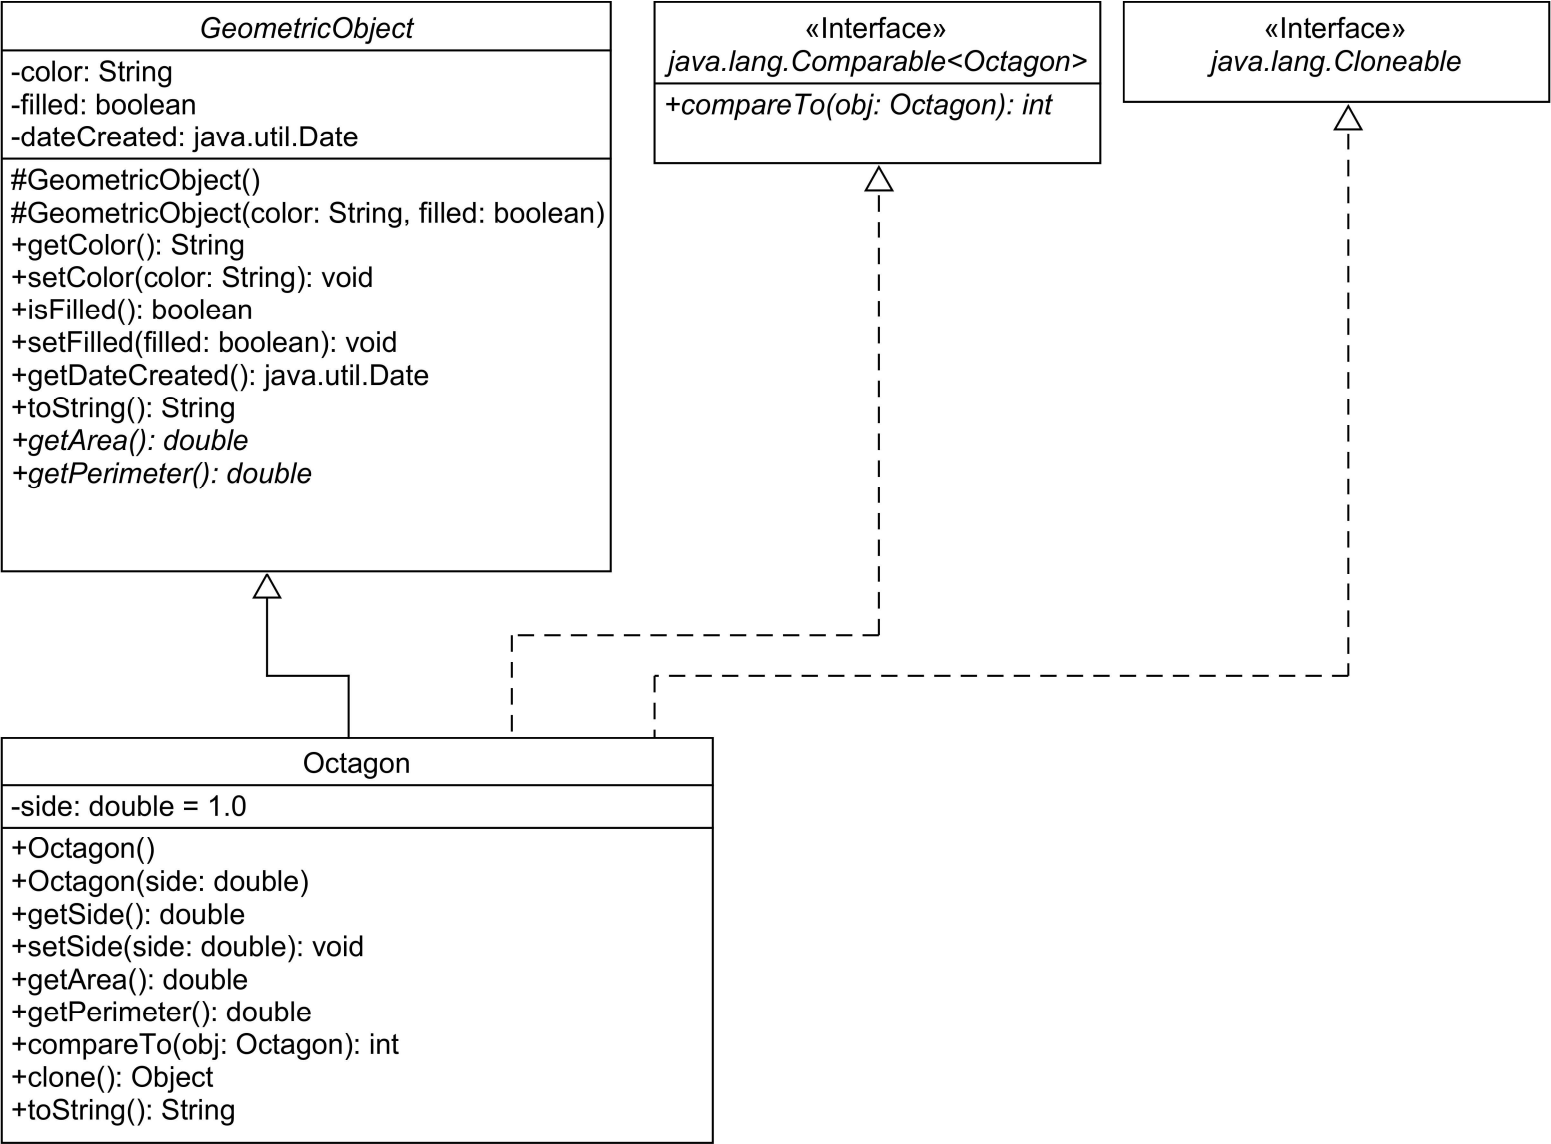 GeometricObject
-color: String
-filled: boolean
-dateCreated: java.util.Date
#GeometricObject()
#GeometricObject(color: String, filled: boolean)
+getColor(): String
+setColor(color: String): void
+isFilled(): boolean
+setFilled(filled: boolean): void
+getDateCreated(): java.util.Date
+toString(): String
+getArea(): double
+getPerimeter(): double
«Interface»
java.lang.Comparable<Octagon>
+compareTo(obj: Octagon): int
«Interface»
java.lang.Cloneable
Octagon
-side: double = 1.0
+Octagon()
+Octagon(side: double)
+getSide(): double
+setSide(side: double): void
+getArea(): double
+getPerimeter(): double
+compareTo(obj: Octagon): int
+clone(): Object
+toString(): String